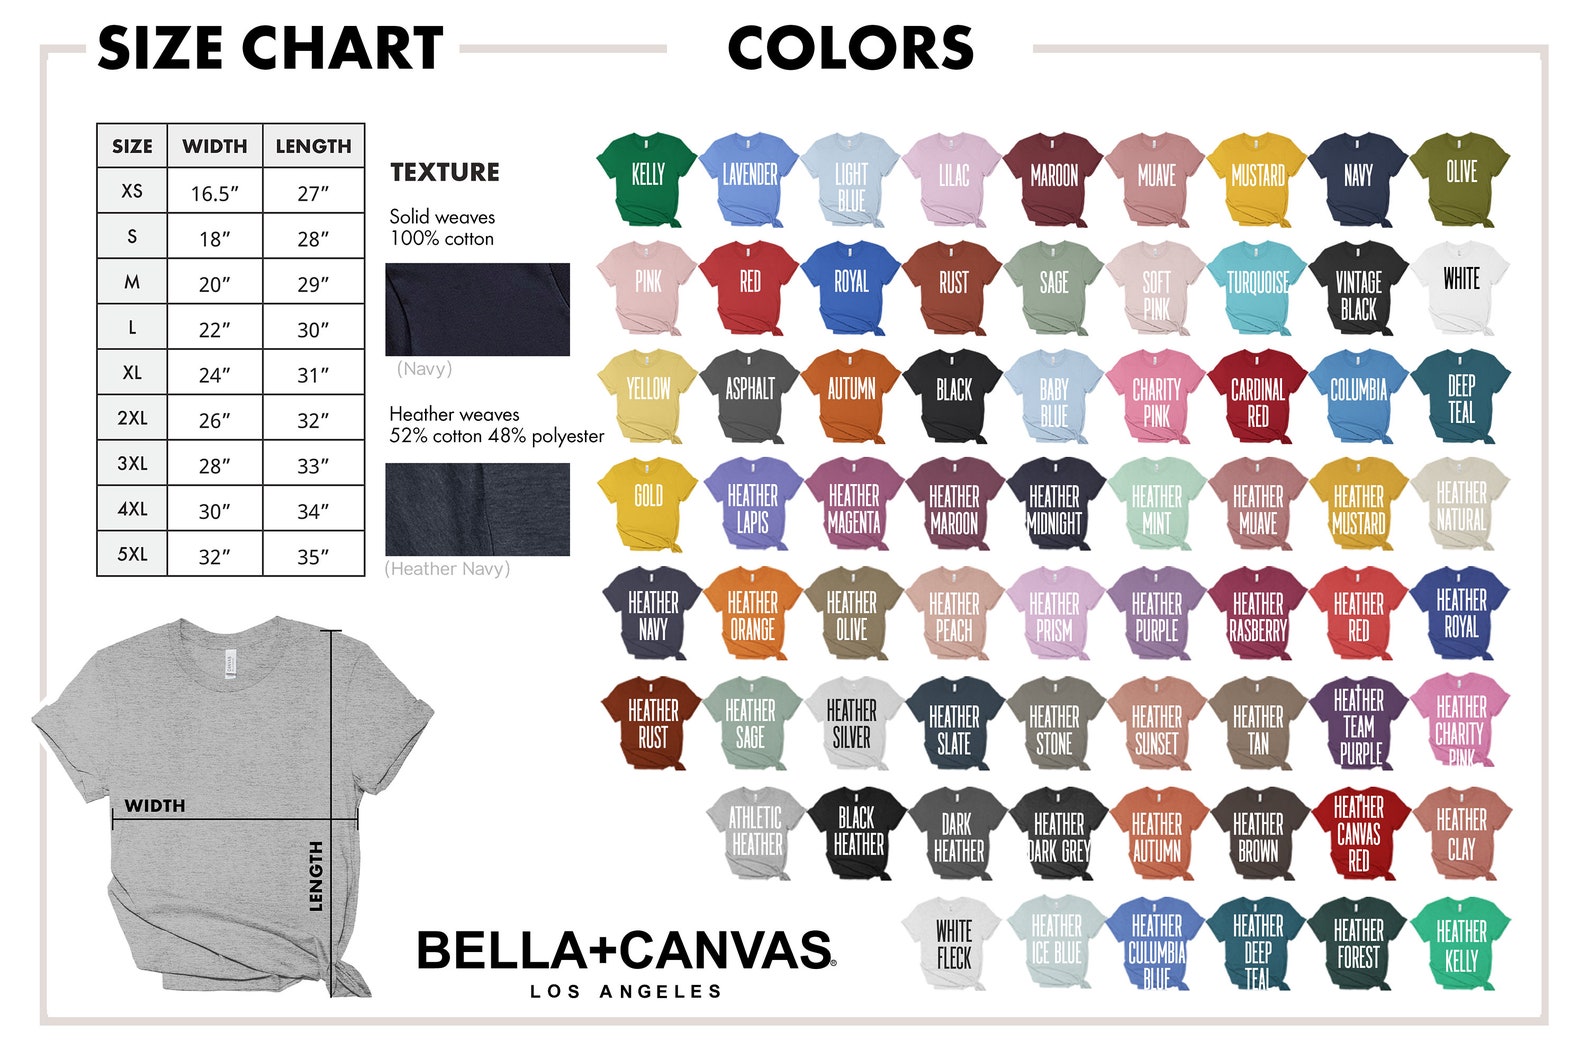 SIZE CHART
COLORS
SIZE WIDTH LENGTH
XS 16.5” 27”
S 18” 28”
M 20” 29”
L 22” 30”
XL 24” 31”
2XL 26” 32”
3XL 28” 33”
4XL 30” 34”
5XL 32” 35”
TEXTURE
Solid weaves
100% cotton
(Navy)
Heather weaves
52% cotton 48% polyester
(Heather Navy)
WIDTH
LENGTH
BELLA+CANVAS®
LOS ANGELES
KELLY
LAVENDER
LIGHT
BLUE
LILAC
MAROON
MUAVE
MUSTARD
NAVY
OLIVE
PINK
RED
ROYAL
RUST
SAGE
SOFT
PINK
TURQUOISE
VINTAGE
BLACK
WHITE
YELLOW
ASPHALT
AUTUMN
BLACK
BABY
BLUE
CHARITY
PINK
CARDINAL
RED
COLUMBIA
DEEP
TEAL
GOLD
HEATHER
LAPIS
HEATHER
MAGENTA
HEATHER
MAROON
HEATHER
MIDNIGHT
HEATHER
MINT
HEATHER
MUAVE
HEATHER
MUSTARD
HEATHER
NATURAL
HEATHER
NAVY
HEATHER
ORANGE
HEATHER
OLIVE
HEATHER
PEACH
HEATHER
PRISM
HEATHER
PURPLE
HEATHER
RASBERRY
HEATHER
RED
HEATHER
ROYAL
HEATHER
RUST
HEATHER
SAGE
HEATHER
SILVER
HEATHER
SLATE
HEATHER
STONE
HEATHER
SUNSET
HEATHER
TAN
HEATHER
TEAM
PURPLE
HEATHER
CHARITY
PINK
ATHLETIC
HEATHER
BLACK
HEATHER
DARK
HEATHER
HEATHER
DARK GREY
HEATHER
AUTUMN
HEATHER
BROWN
HEATHER
CANVAS
RED
HEATHER
CLAY
WHITE
FLECK
HEATHER
ICE BLUE
HEATHER
CULUMBIA
BLUE
HEATHER
DEEP
TEAL
HEATHER
FOREST
HEATHER
KELLY